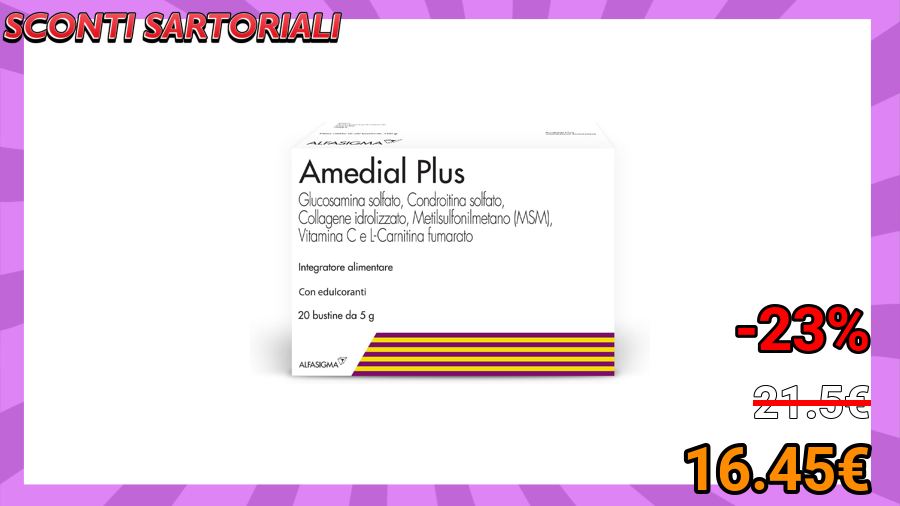 SCONTI SARTORIALI
ALFASIGMA
Amedial Plus
Glucosamina solfato, Condroitina solfato,
Collagene idrolizzato, Metilsulfonilmetano (MSM),
Vitamina C e L-Carnitina fumarato
Integratore alimentare
Con edulcoranti
20 bustine da 5 g
ALFASIGMA
-23%
21.5€
16.45€